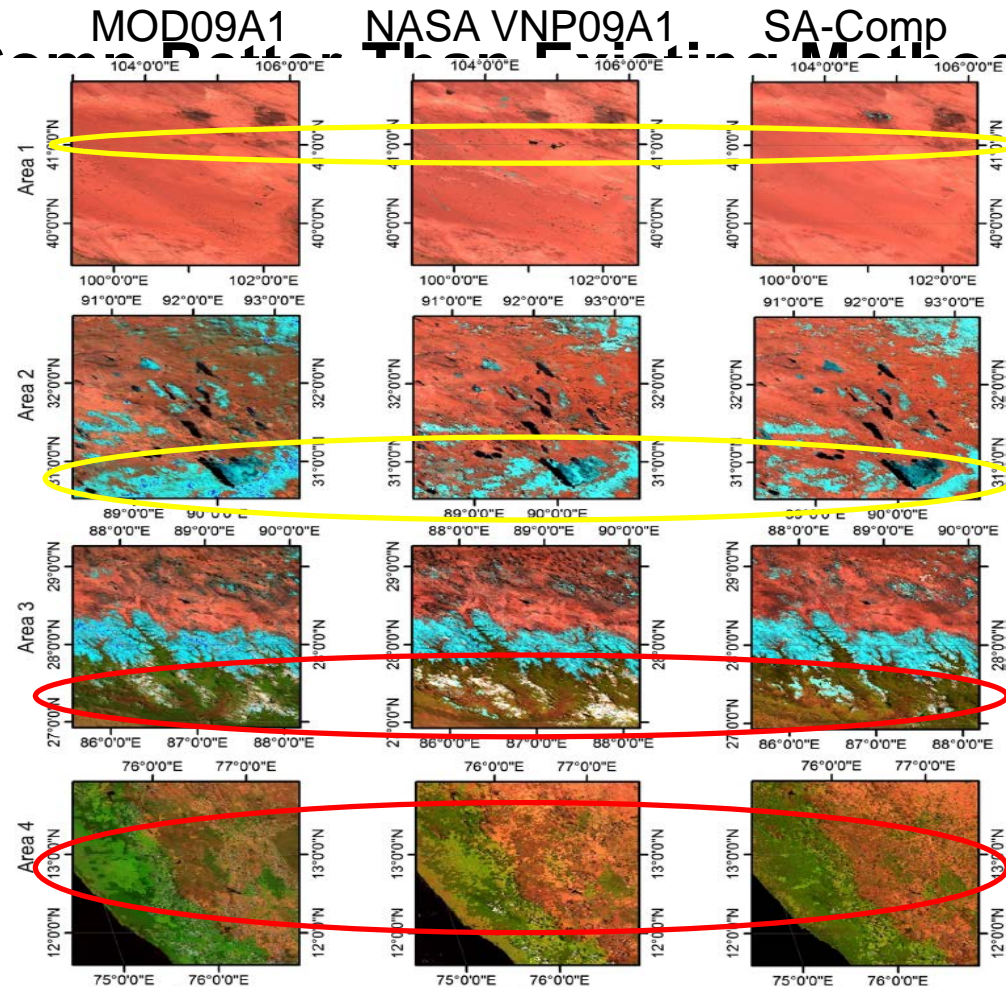 MOD09A1 NASA VNP09A1 SA-Comp
Comp Better Than Existing Method
104°0'0"E 106°0'0"E 104°0'0"E 106°0'0"E 104°0'0"E 106°0'0"E
Area 1
41°0'0"N 41°0'0"N 41°0'0"N 41°0'0"N
40°0'0"N 40°0'0"N 40°0'0"N 40°0'0"N
100°0'0"E 102°0'0"E 100°0'0"E 102°0'0"E 100°0'0"E 102°0'0"E
91°0'0"E 92°0'0"E 93°0'0"E 91°0'0"E 92°0'0"E 93°0'0"E 91°0'0"E 92°0'0"E 93°0'0"E
Area 2
32°0'0"N 32°0'0"N 32°0'0"N 32°0'0"N
31°0'0"N 31°0'0"N 31°0'0"N 31°0'0"N
89°0'0"E 90°0'0"E 89°0'0"E 90°0'0"E 89°0'0"E 90°0'0"E
88°0'0"E 89°0'0"E 90°0'0"E 88°0'0"E 89°0'0"E 90°0'0"E 88°0'0"E 89°0'0"E 90°0'0"E
Area 3
29°0'0"N 29°0'0"N 29°0'0"N 29°0'0"N
28°0'0"N 28°0'0"N 28°0'0"N 28°0'0"N
27°0'0"N 27°0'0"N 27°0'0"N 27°0'0"N
86°0'0"E 87°0'0"E 88°0'0"E 86°0'0"E 87°0'0"E 88°0'0"E 86°0'0"E 87°0'0"E 88°0'0"E
76°0'0"E 77°0'0"E 76°0'0"E 77°0'0"E 76°0'0"E 77°0'0"E
Area 4
13°0'0"N 13°0'0"N 13°0'0"N 13°0'0"N
12°0'0"N 12°0'0"N 12°0'0"N 12°0'0"N
75°0'0"E 76°0'0"E 75°0'0"E 76°0'0"E 75°0'0"E 76°0'0"E